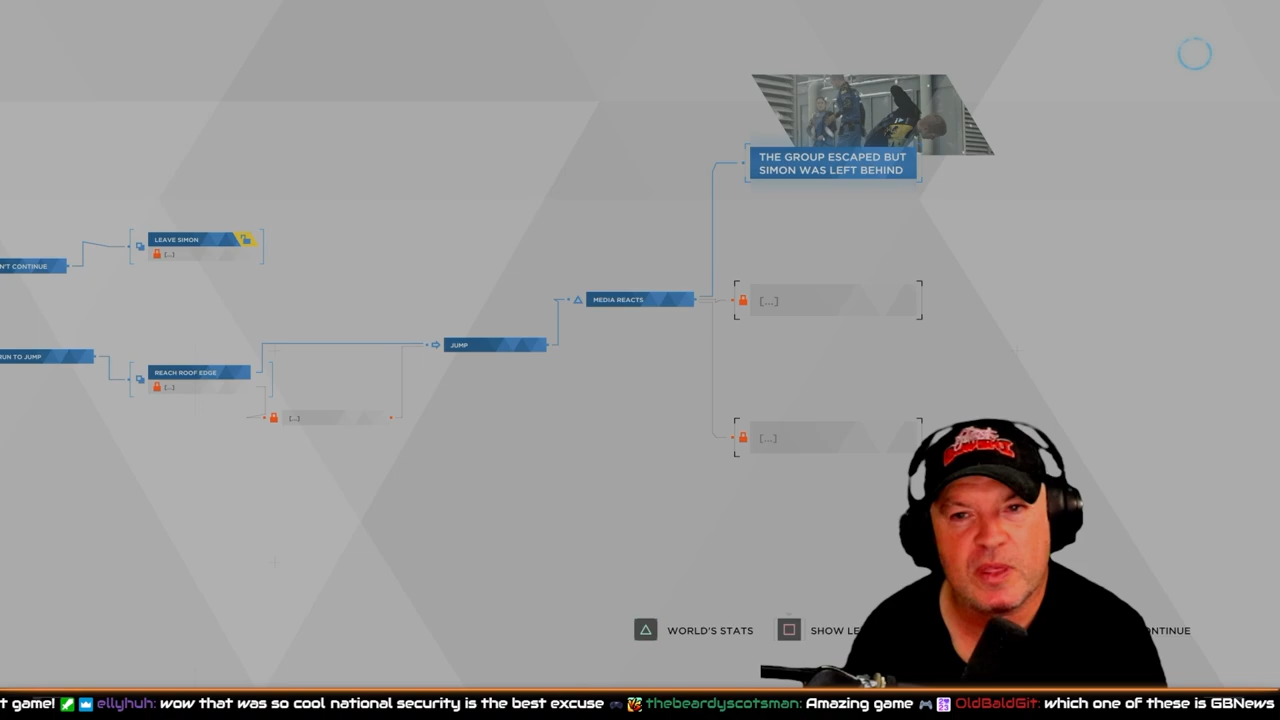 THE GROUP ESCAPED BUT
SIMON WAS LEFT BEHIND
LEAVE SIMON
[...]
N'T CONTINUE
[...]
MEDIA REACTS
JUMP
RUN TO JUMP
REACH ROOF EDGE
[...]
[...]
[...]
WORLD'S STATS
SHOW LE
ONTINUE
t game! ellyhuh: wow that was so cool national security is the best excuse thebeardyscotsman: Amazing game OldBaldGit: which one of these is GBNews